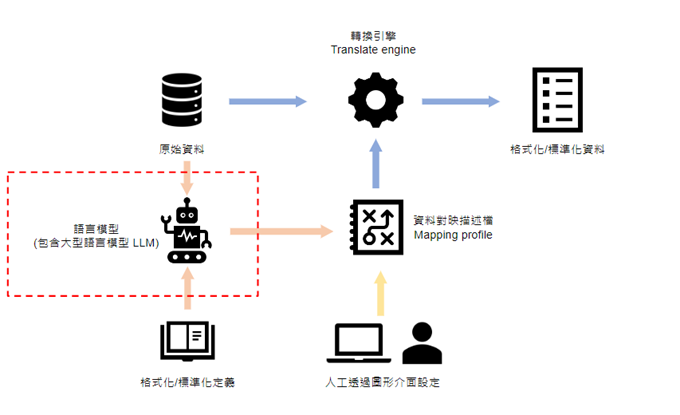 轉換引擎
Translate engine
原始資料
格式化/標準化資料
語言模型
(包含大型語言模型 LLM)
資料對映描述檔
Mapping profile
格式化/標準化定義
人工透過圖形介面設定